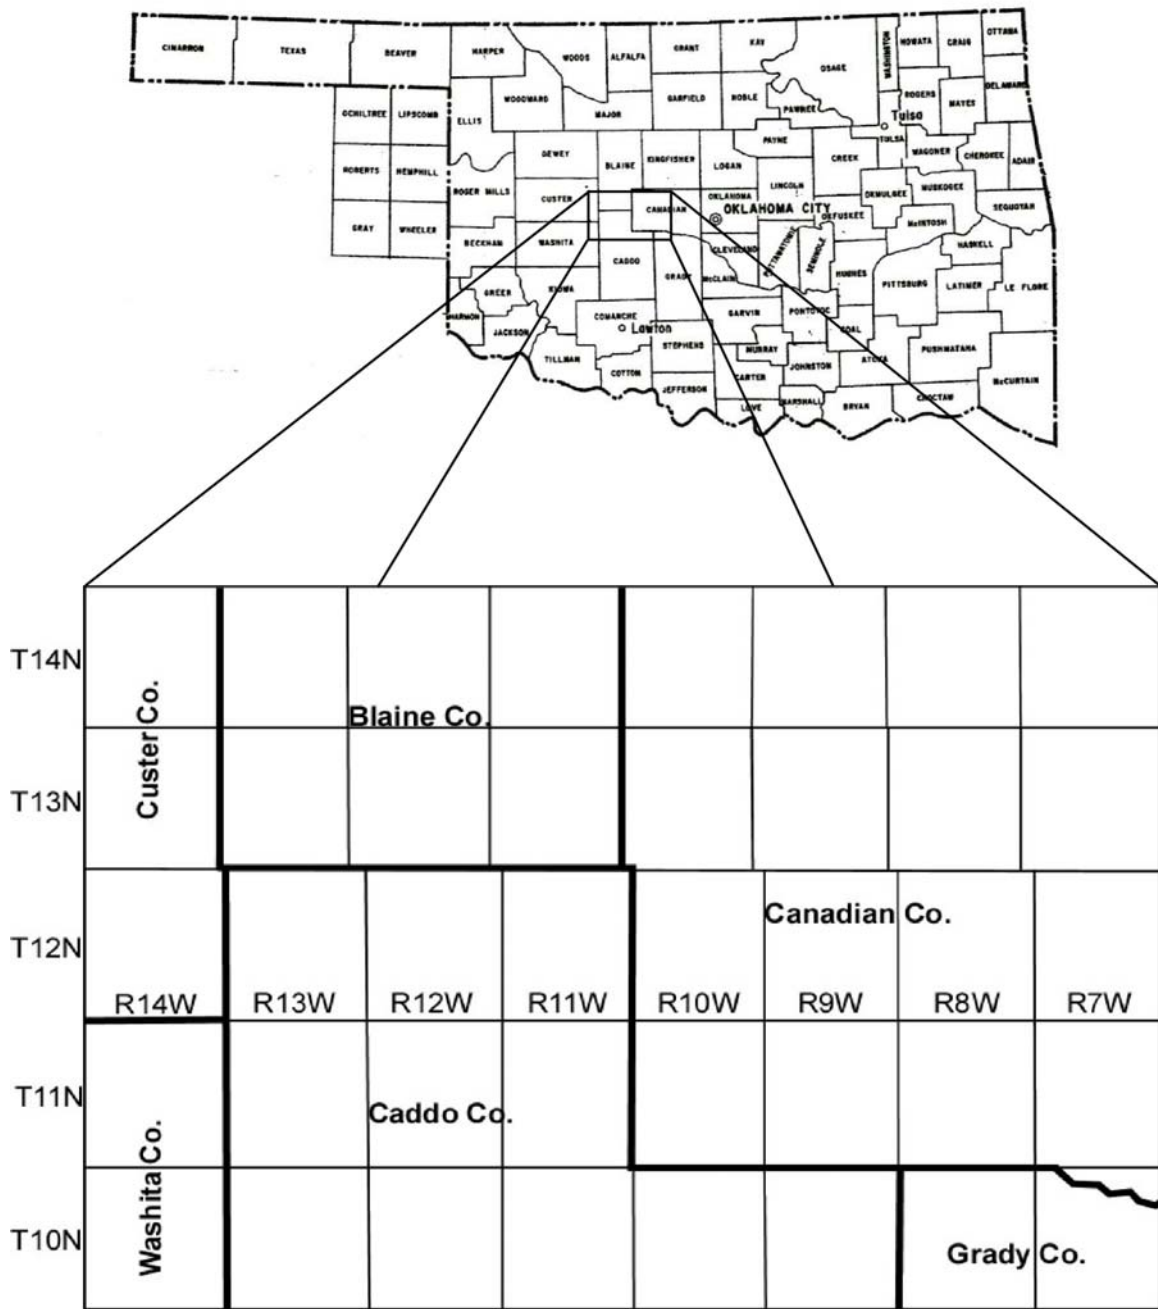 CIMARRON
TEXAS
BEAVER
HARPER
WOODS
ALFALFA
GRANT
KAY
OSAGE
WASHINGTON
NOWATA
CRAIG
OTTAWA
OCHILTREE
LIPSCOMB
ELLIS
WOODWARD
MAJOR
GARFIELD
NOBLE
PAWNEE
ROGERS
MAYES
DELAWARE
Tulsa
TULSA
ROBERTS
HEMPHILL
ROGER MILLS
DEWEY
BLAINE
KINGFISHER
LOGAN
PAYNE
CREEK
WAGONER
CHEROKEE
ADAIR
CUSTER
CANADIAN
OKLAHOMA
OKLAHOMA CITY
LINCOLN
OKFUSKEE
OKMULGEE
MUSKOGEE
McINTOSH
SEQUOYAH
GRAY
WHEELER
BECKHAM
WASHITA
CADDO
GRADY
CLEVELAND
McCLAIN
POTTAWATOMIE
SEMINOLE
HUGHES
PITTSBURG
HASKELL
LATIMER
LE FLORE
GREER
KIOWA
HARMON
JACKSON
COMANCHE
Lawton
TILLMAN
COTTON
STEPHENS
JEFFERSON
GARVIN
MURRAY
CARTER
LOVE
PONTOTOC
JOHNSTON
MARSHALL
COAL
ATOKA
BRYAN
PUSHMATAHA
CHOCTAW
McCURTAIN
T14N
Custer Co.
Blaine Co.
T13N
T12N
Canadian Co.
R14W R13W R12W R11W R10W R9W R8W R7W
T11N
Caddo Co.
Washita Co.
T10N
Grady Co.